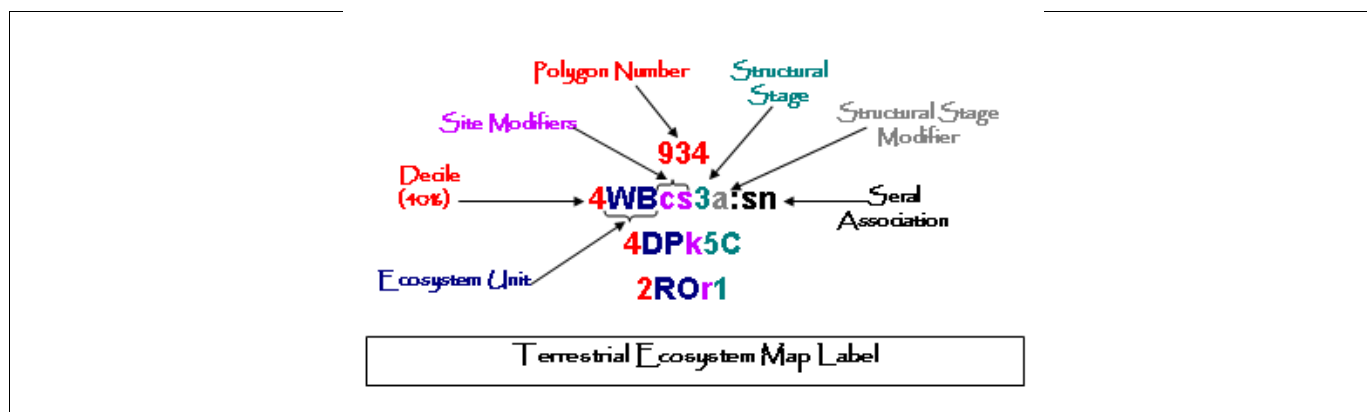 Polygon Number
Structural
Stage
Site Modifiers
Structural Stage
Modifier
934
Decile
(40%)
4WBcs3a:sn
Seral
Association
4DPk5C
Ecosystem Unit
2ROr1
Terrestrial Ecosystem Map Label